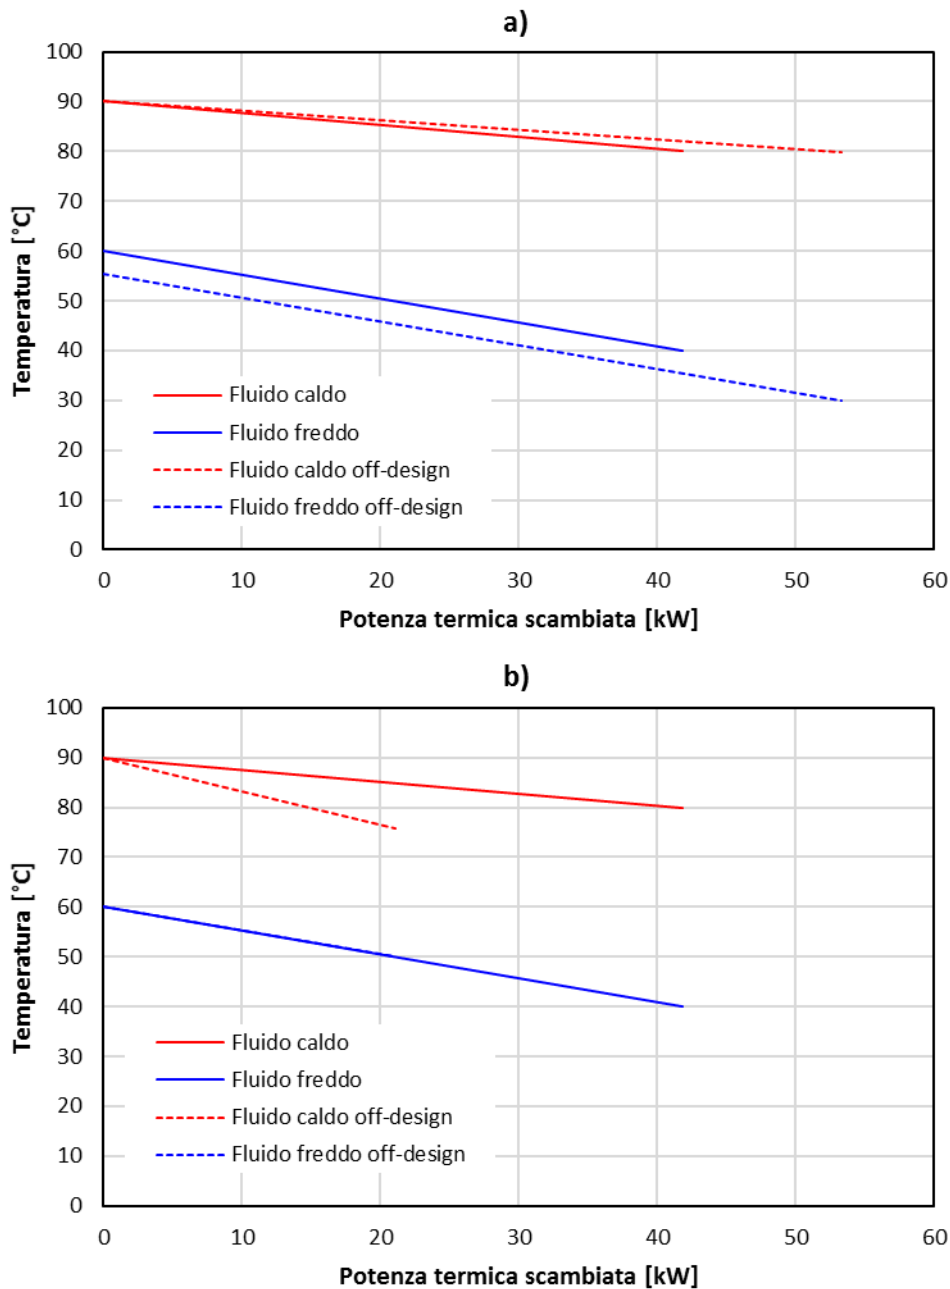 a)
100
90
80
70
60
50
40
30
20
10
0
Temperatura [°C]
Fluido caldo
Fluido freddo
Fluido caldo off-design
Fluido freddo off-design
0 10 20 30 40 50 60
Potenza termica scambiata [kW]
b)
100
90
80
70
60
50
40
30
20
10
0
Temperatura [°C]
Fluido caldo
Fluido freddo
Fluido caldo off-design
Fluido freddo off-design
0 10 20 30 40 50 60
Potenza termica scambiata [kW]